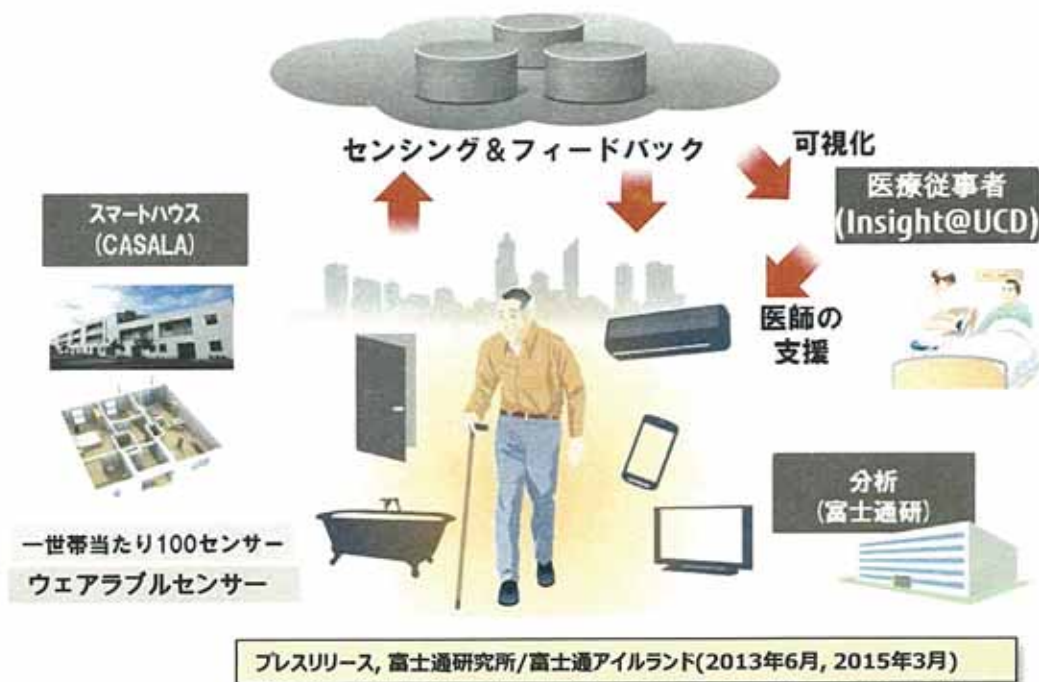 センシング＆フィードバック
可視化
医療従事者
(Insight@UCD)
スマートハウス
(CASALA)
医師の
支援
分析
(富士通研)
一世帯当たり100センサー
ウェアラブルセンサー
プレスリリース, 富士通研究所/富士通アイルランド(2013年6月, 2015年3月)